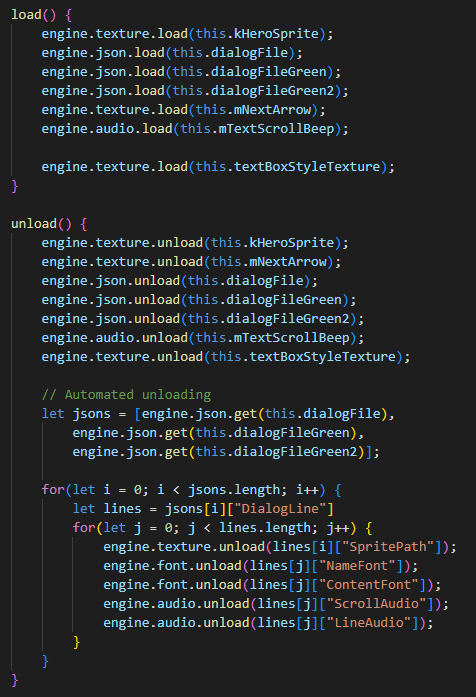 load() {
    engine.texture.load(this.kHeroSprite);
    engine.json.load(this.dialogFile);
    engine.json.load(this.dialogFileGreen);
    engine.json.load(this.dialogFileGreen2);
    engine.texture.load(this.mNextArrow);
    engine.audio.load(this.mTextScrollBeep);

    engine.texture.load(this.textBoxStyleTexture);
}

unload() {
    engine.texture.unload(this.kHeroSprite);
    engine.texture.unload(this.mNextArrow);
    engine.json.unload(this.dialogFile);
    engine.json.unload(this.dialogFileGreen);
    engine.json.unload(this.dialogFileGreen2);
    engine.audio.unload(this.mTextScrollBeep);
    engine.texture.unload(this.textBoxStyleTexture);

    // Automated unloading
    let jsons = [engine.json.get(this.dialogFile),
        engine.json.get(this.dialogFileGreen),
        engine.json.get(this.dialogFileGreen2)];

    for(let i = 0; i < jsons.length; i++) {
        let lines = jsons[i]["DialogLine"]
        for(let j = 0; j < lines.length; j++) {
            engine.texture.unload(lines[i]["SpritePath"]);
            engine.font.unload(lines[j]["NameFont"]);
            engine.font.unload(lines[j]["ContentFont"]);
            engine.audio.unload(lines[j]["ScrollAudio"]);
            engine.audio.unload(lines[j]["LineAudio"]);
        }
    }
}